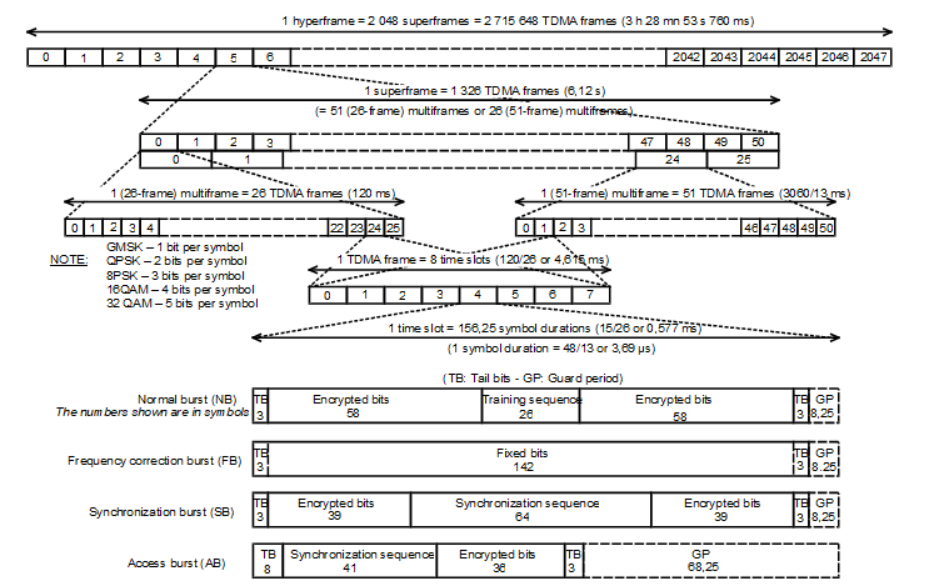 1 hyperframe = 2 048 superframes = 2 715 648 TDMA frames (3 h 28 mn 53 s 760 ms)
0 1 2 3 4 5 6 2042 2043 2044 2045 2046 2047
1 superframe = 1 326 TDMA frames (6,12 s)
(= 51 (26-frame) multiframes or 26 (51-frame) multiframes)
0 1 2 3 47 48 49 50
0 1 24 25
1 (26-frame) multiframe = 26 TDMA frames (120 ms)
1 (51-frame) multiframe = 51 TDMA frames (3060/13 ms)
0 1 2 3 4 22 23 24 25
0 1 2 3 46 47 48 49 50
NOTE:
GMSK – 1 bit per symbol
QPSK – 2 bits per symbol
8PSK – 3 bits per symbol
16QAM – 4 bits per symbol
32 QAM – 5 bits per symbol
1 TDMA frame = 8 time slots (120/26 or 4,615 ms)
0 1 2 3 4 5 6 7
1 time slot = 156,25 symbol durations (15/26 or 0,577 ms)
(1 symbol duration = 48/13 or 3,69 µs)
(TB: Tail bits - GP: Guard period)
Normal burst (NB)
The numbers shown are in symbols
TB Encrypted bits Training sequence Encrypted bits TB GP
3 58 26 58 3 8,25
Frequency correction burst (FB)
TB Fixed bits TB GP
3 142 3 8.25
Synchronization burst (SB)
TB Encrypted bits Synchronization sequence Encrypted bits TB GP
3 39 64 39 3 8,25
Access burst (AB)
TB Synchronization sequence Encrypted bits TB GP
8 41 36 3 68,25